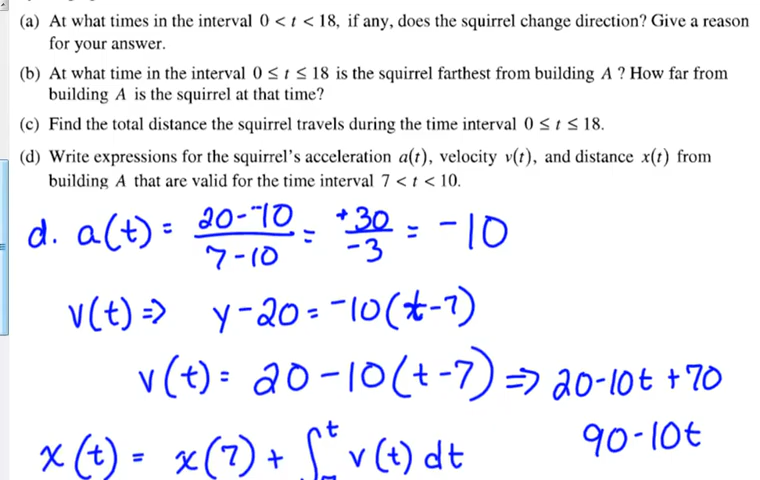 (a) At what times in the interval 0 < t < 18, if any, does the squirrel change direction? Give a reason
for your answer.
(b) At what time in the interval 0 ≤ t ≤ 18 is the squirrel farthest from building A ? How far from
building A is the squirrel at that time?
(c) Find the total distance the squirrel travels during the time interval 0 ≤ t ≤ 18.
(d) Write expressions for the squirrel's acceleration a(t), velocity v(t), and distance x(t) from
building A that are valid for the time interval 7 < t < 10.
d. a(t) = (20 - -10)/(7 - 10) = +30/-3 = -10
v(t) ⇒ y - 20 = -10(t - 7)
v(t) = 20 - 10(t - 7) ⇒ 20 - 10t + 70
90 - 10t
x(t) = x(7) + ∫ᵗ v(t) dt